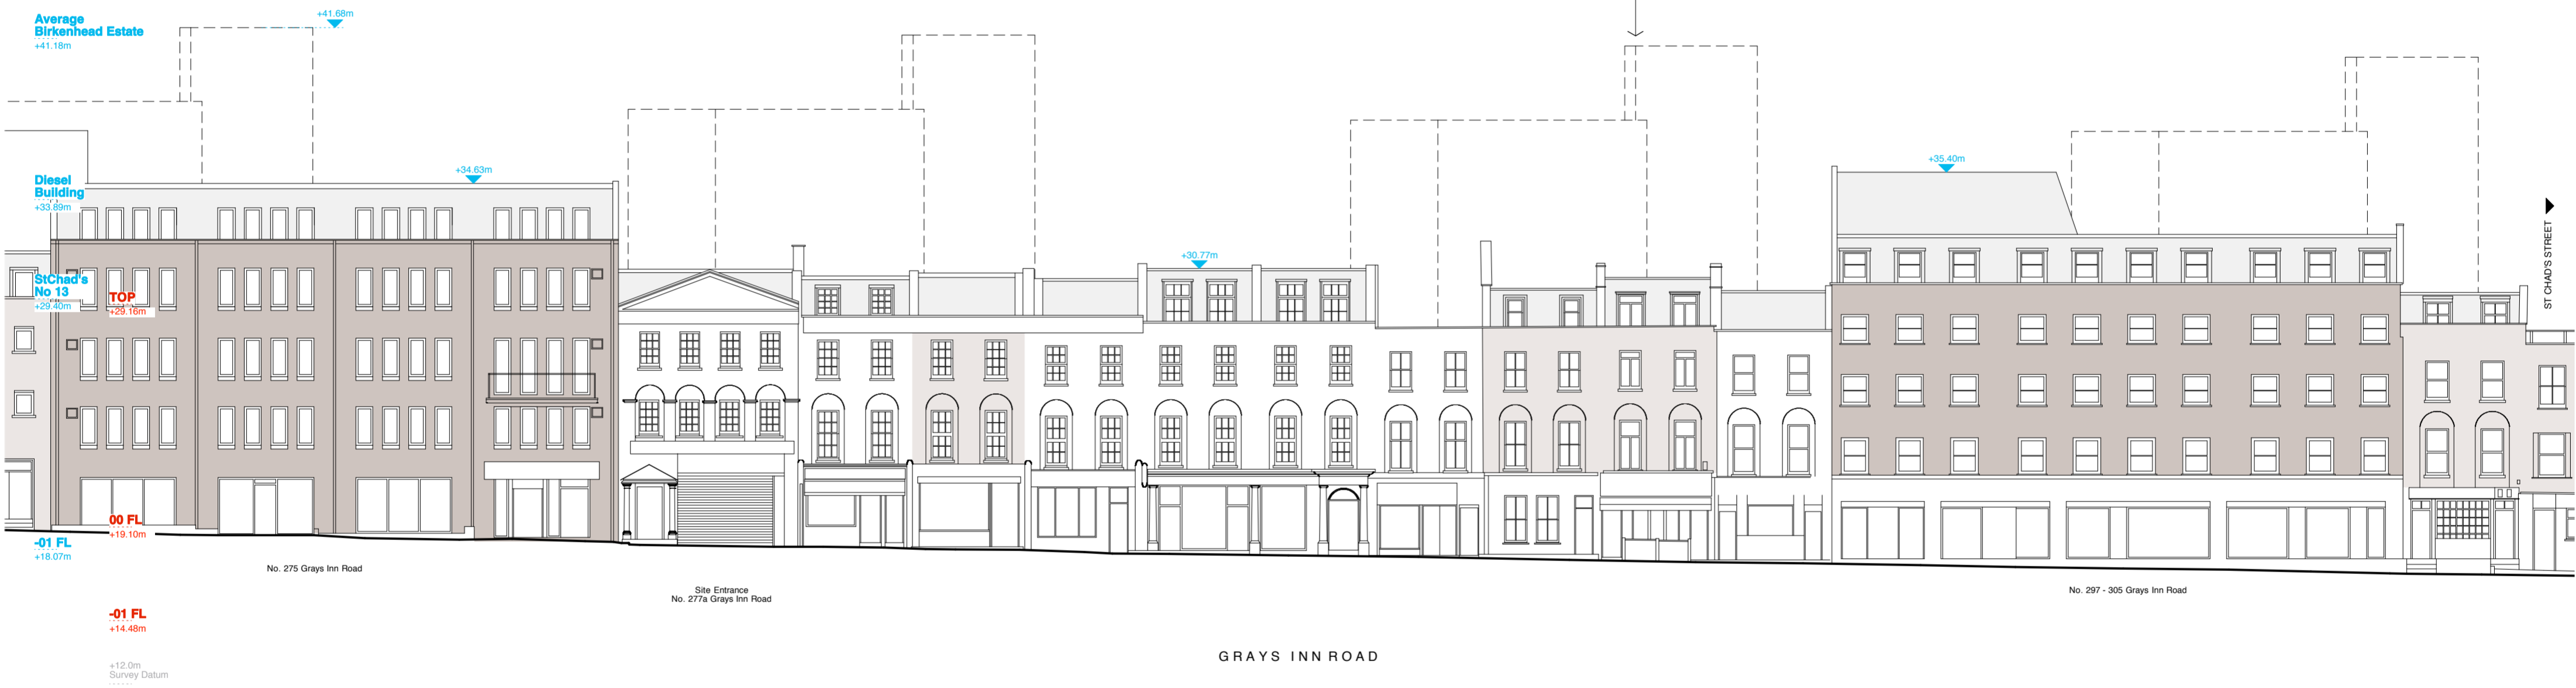 Average
Birkenhead Estate
+41.18m
+41.68m
Diesel
Building
+33.89m
+34.63m
+35.40m
+30.77m
StChad's
No 13
+29.40m
TOP
+29.16m
ST CHAD'S STREET
00 FL
+19.10m
-01 FL
+18.07m
No. 275 Grays Inn Road
Site Entrance
No. 277a Grays Inn Road
No. 297 - 305 Grays Inn Road
-01 FL
+14.48m
GRAYS INN ROAD
+12.0m
Survey Datum